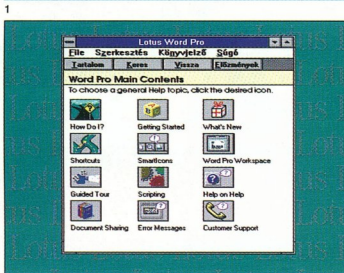 1
Lotus Word Pro
File Szerkesztés Könyvjelző Súgó
Tartalom Keres Vissza Előzmények
Word Pro Main Contents
To choose a general Help topic, click the desired icon.
How Do I? Getting Started What's New
Shortcuts SmartIcons Word Pro Workspace
Guided Tour Scripting Help on Help
Document Sharing Error Messages Customer Support